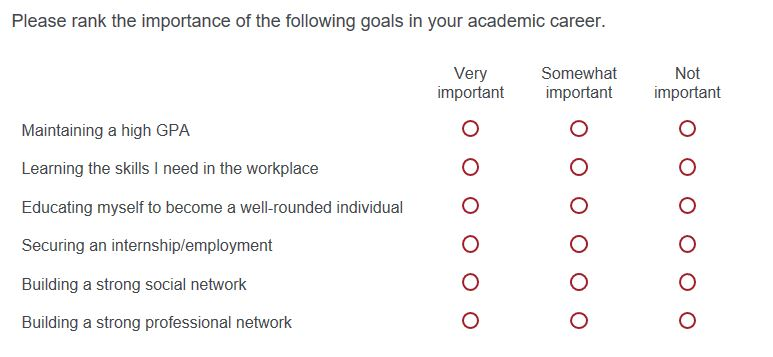 Please rank the importance of the following goals in your academic career.
Very important
Somewhat important
Not important
Maintaining a high GPA
Learning the skills I need in the workplace
Educating myself to become a well-rounded individual
Securing an internship/employment
Building a strong social network
Building a strong professional network